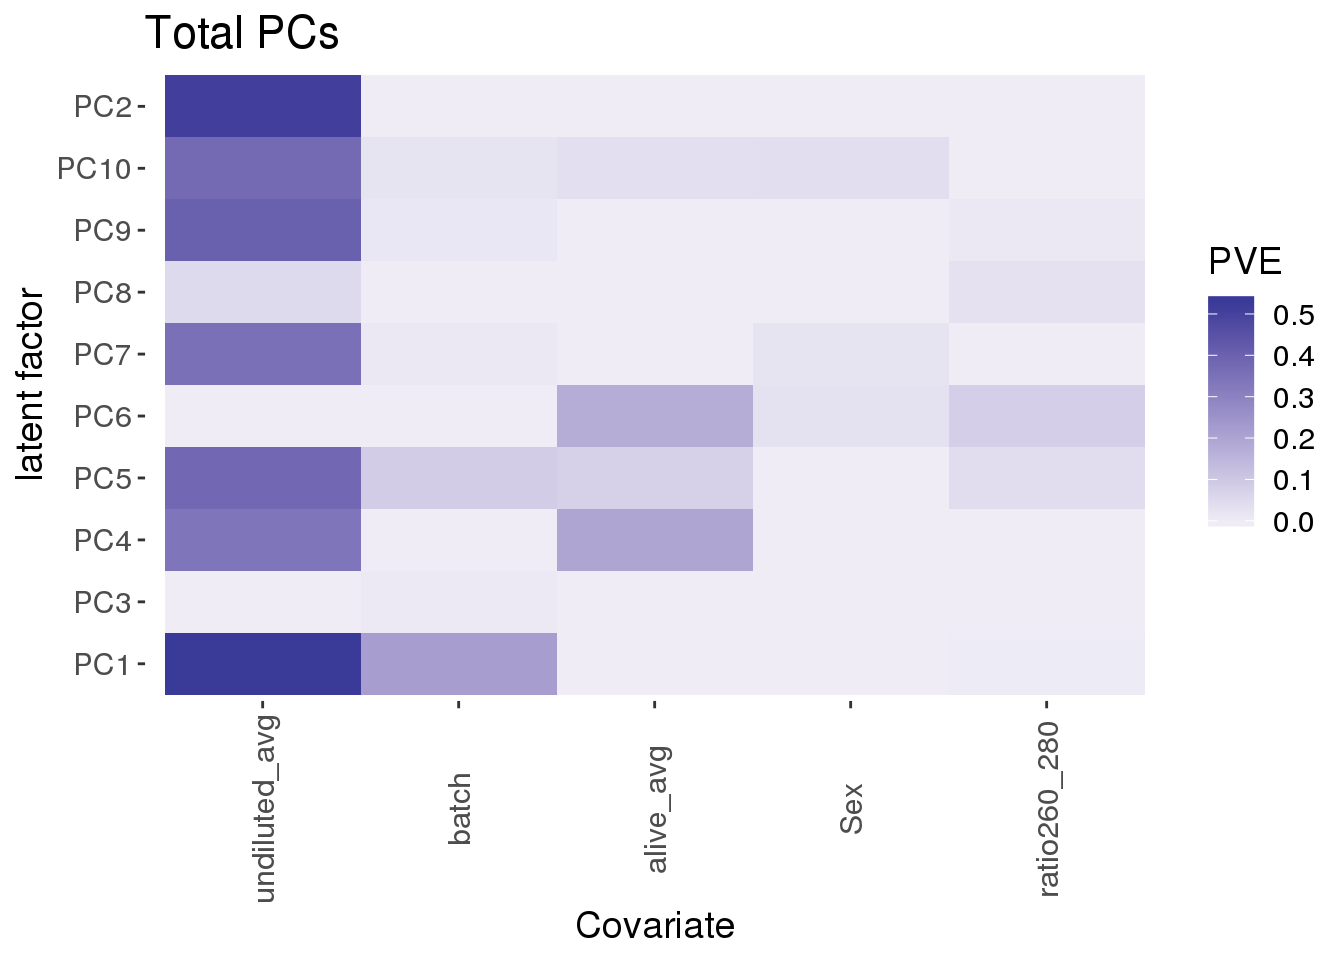 Total PCs
PC2
PC10
PC9
PC8
PC7
PC6
PC5
PC4
PC3
PC1
latent factor
undiluted_avg
batch
alive_avg
Sex
ratio260_280
Covariate
PVE
0.5
0.4
0.3
0.2
0.1
0.0